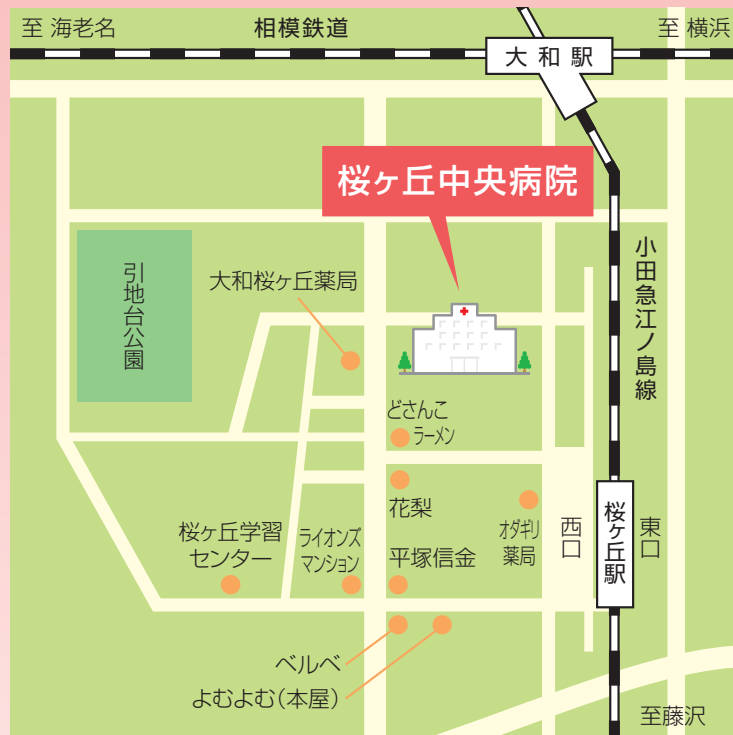 至 海老名
相模鉄道
至 横浜
大和駅
桜ヶ丘中央病院
小田急江ノ島線
引地台公園
大和桜ヶ丘薬局
どさんこ
ラーメン
花梨
オダギリ
薬局
西口
桜ヶ丘駅
東口
桜ヶ丘学習
センター
ライオンズ
マンション
平塚信金
ベルベ
よむよむ(本屋)
至藤沢